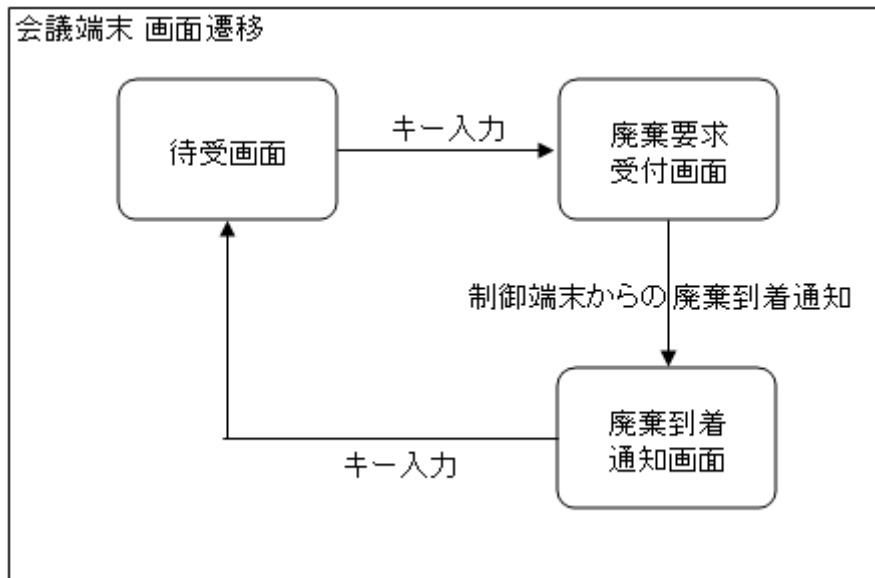 会議端末 画面遷移
待受画面
キー入力
廃棄要求
受付画面
制御端末からの廃棄到着通知
廃棄到着
通知画面
キー入力